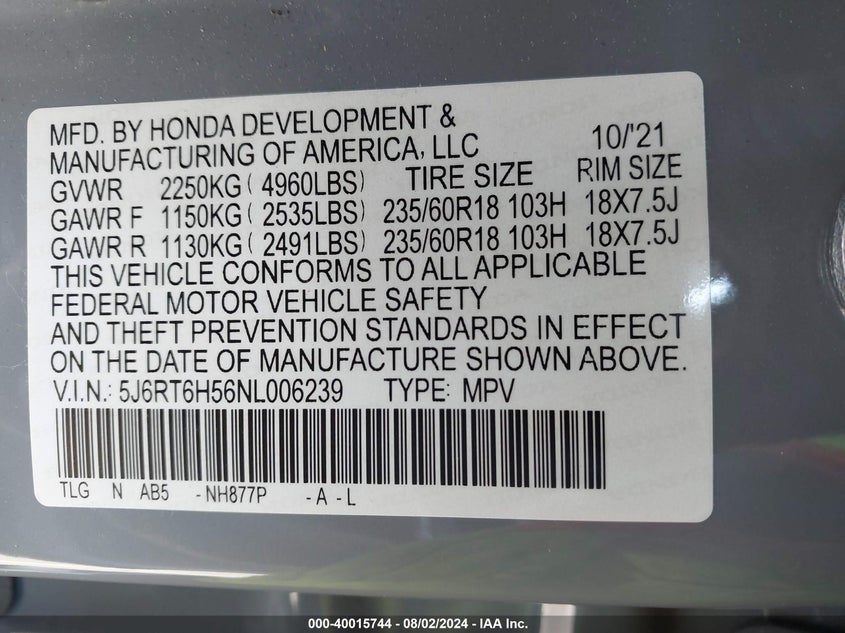 MFD. BY HONDA DEVELOPMENT &
MANUFACTURING OF AMERICA, LLC 10/'21
GVWR 2250KG ( 4960LBS) TIRE SIZE RIM SIZE
GAWR F 1150KG ( 2535LBS) 235/60R18 103H 18X7.5J
GAWR R 1130KG ( 2491LBS) 235/60R18 103H 18X7.5J
THIS VEHICLE CONFORMS TO ALL APPLICABLE
FEDERAL MOTOR VEHICLE SAFETY
AND THEFT PREVENTION STANDARDS IN EFFECT
ON THE DATE OF MANUFACTURE SHOWN ABOVE.
V.I.N.: 5J6RT6H56NL006239 TYPE: MPV
TLG N AB5 -NH877P -A -L
000-40015744 - 08/02/2024 - IAA Inc.